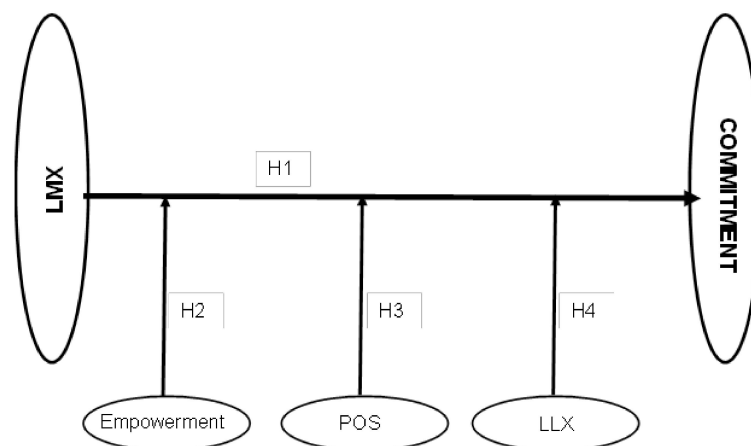 LMX
H1
COMMITMENT
H2
H3
H4
Empowerment
POS
LLX